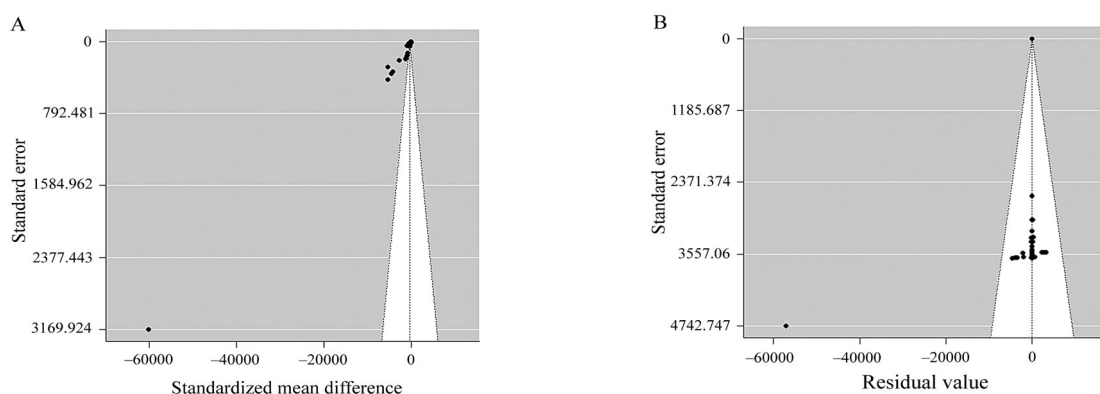 A
0
792.481
1584.962
2377.443
3169.924
Standard error
−60000 −40000 −20000 0
Standardized mean difference
B
0
1185.687
2371.374
3557.06
4742.747
Standard error
−60000 −40000 −20000 0
Residual value